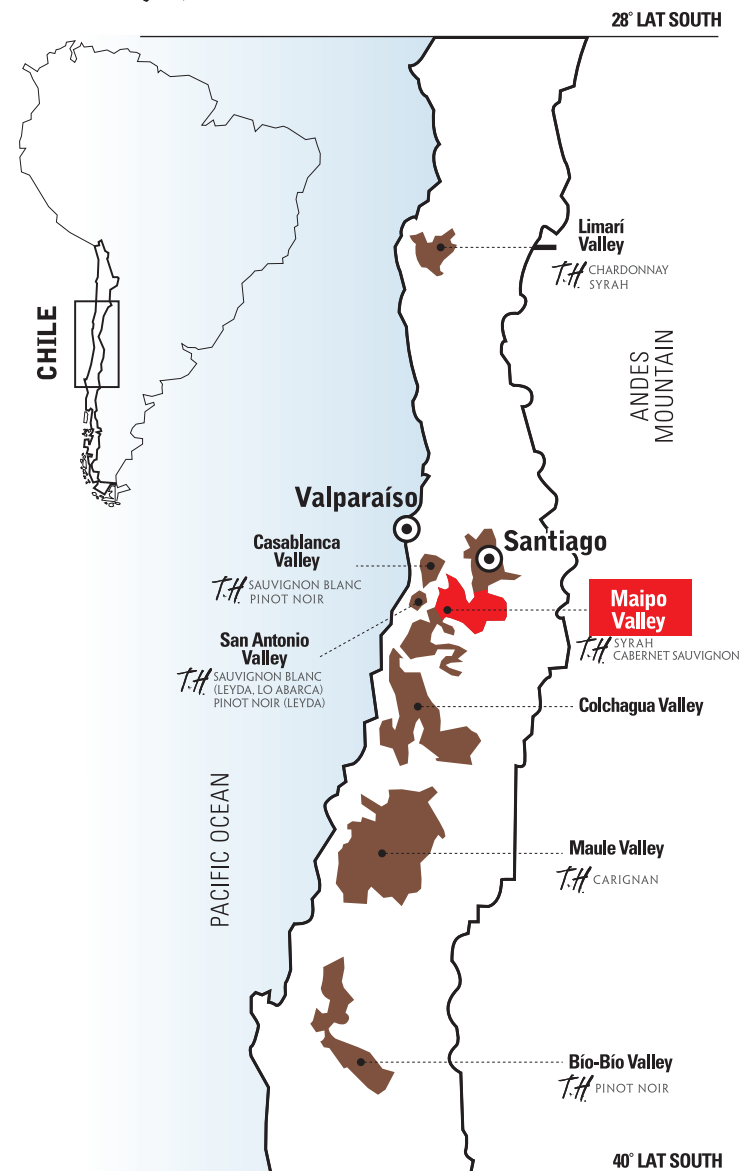 28° LAT SOUTH
Limarí
Valley
T.H. CHARDONNAY
SYRAH
CHILE
ANDES
MOUNTAIN
Valparaíso
Santiago
Casablanca
Valley
T.H. SAUVIGNON BLANC
PINOT NOIR
Maipo
Valley
T.H. SYRAH
CABERNET SAUVIGNON
San Antonio
Valley
T.H. SAUVIGNON BLANC
(LEYDA, LO ABARCA)
PINOT NOIR (LEYDA)
Colchagua Valley
PACIFIC OCEAN
Maule Valley
T.H. CARIGNAN
Bío-Bío Valley
T.H. PINOT NOIR
40° LAT SOUTH